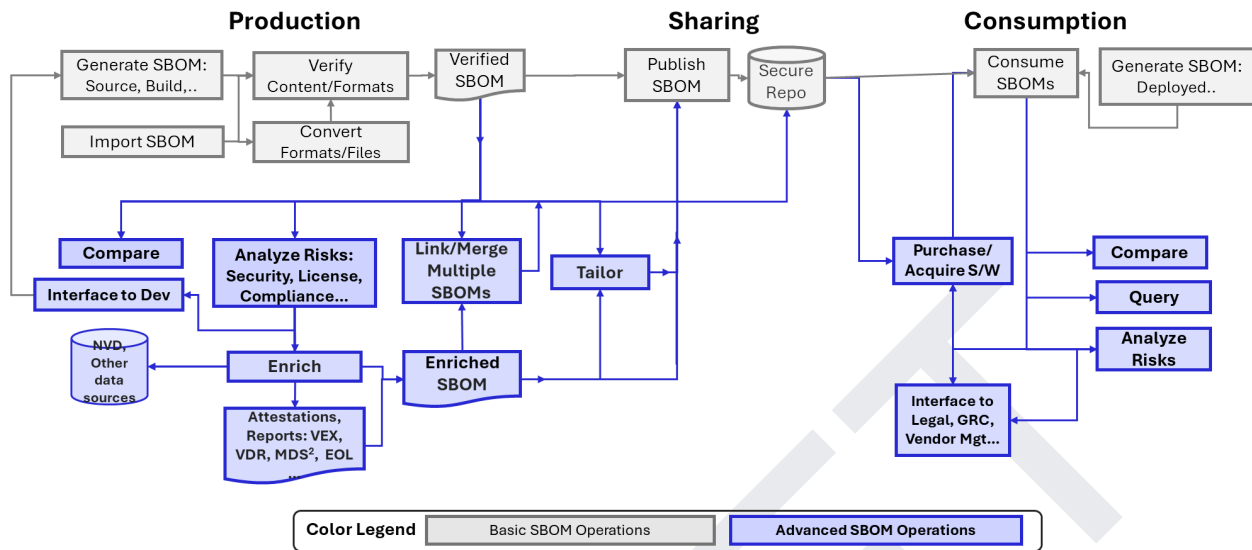 Production
Sharing
Consumption
Generate SBOM:
Source, Build,..
Verify
Content/Formats
Verified
SBOM
Publish
SBOM
Secure
Repo
Consume
SBOMs
Generate SBOM:
Deployed..
Import SBOM
Convert
Formats/Files
Compare
Analyze Risks:
Security, License,
Compliance...
Link/Merge
Multiple
SBOMs
Tailor
Purchase/
Acquire S/W
Compare
Interface to Dev
Query
NVD,
Other
data
sources
Enrich
Enriched
SBOM
Analyze
Risks
Attestations,
Reports: VEX,
VDR, MDS², EOL
...
Interface to
Legal, GRC,
Vendor Mgt...
Color Legend
Basic SBOM Operations
Advanced SBOM Operations